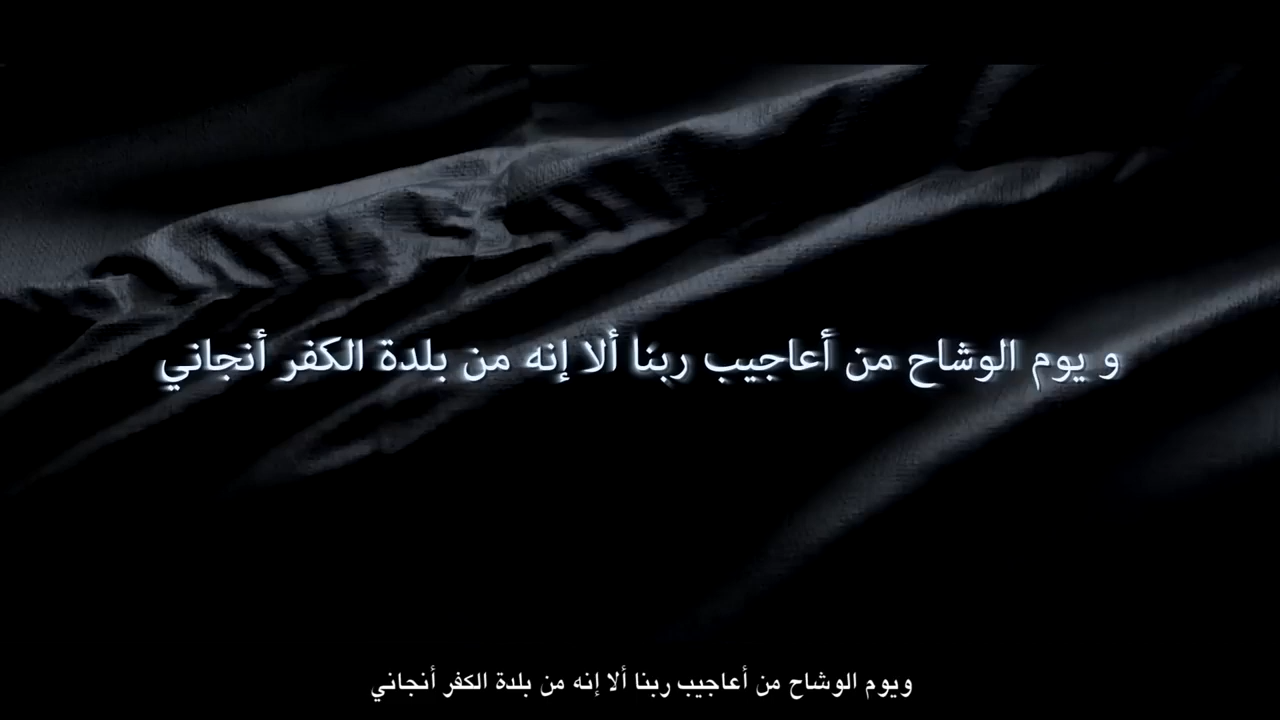 و يوم الوشاح من أعاجيب ربنا ألا إنه من بلدة الكفر أنجاني
ويوم الوشاح من أعاجيب ربنا ألا إنه من بلدة الكفر أنجاني